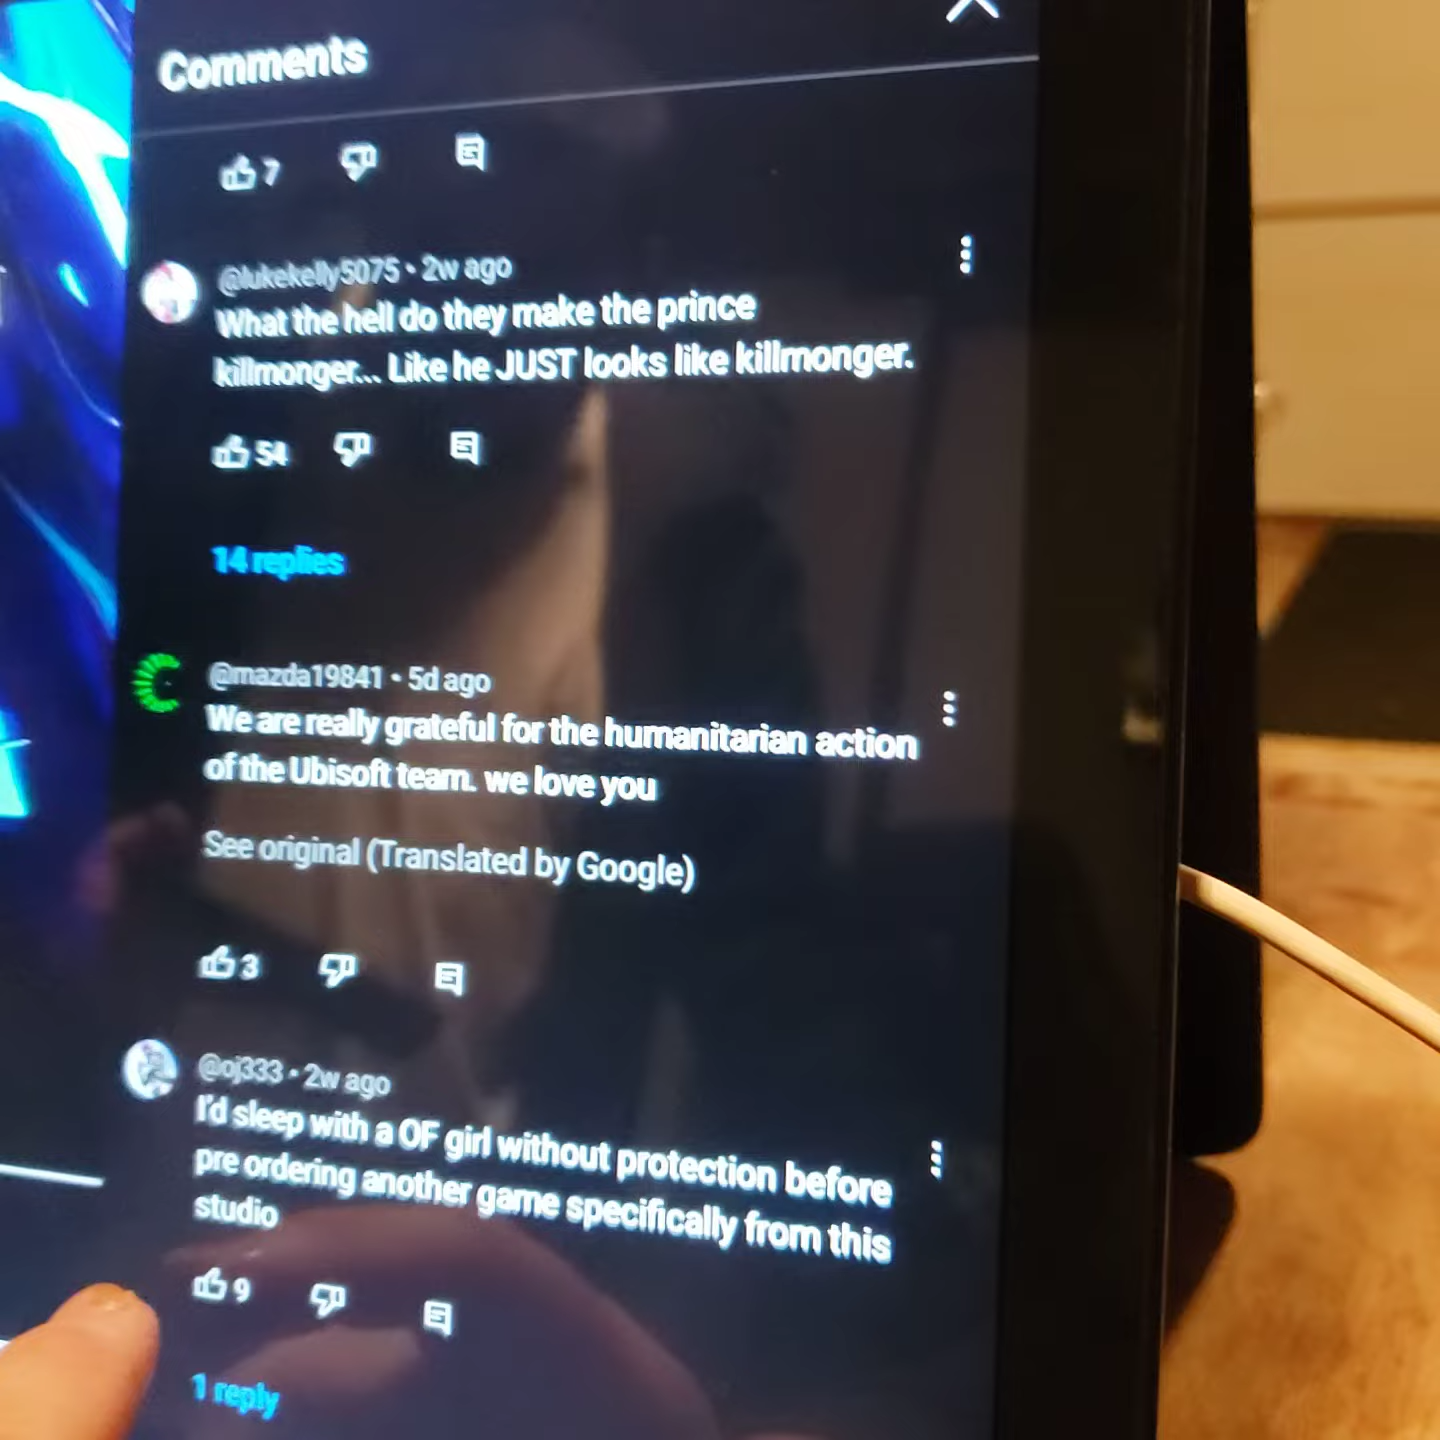 Comments
7
@lukekelly5075 • 2w ago
What the hell do they make the prince
killmonger... Like he JUST looks like killmonger.
54
14 replies
@mazda19841 • 5d ago
We are really grateful for the humanitarian action
of the Ubisoft team. we love you
See original (Translated by Google)
3
@oj333 • 2w ago
I'd sleep with a OF girl without protection before
pre ordering another game specifically from this
studio
9
1 reply